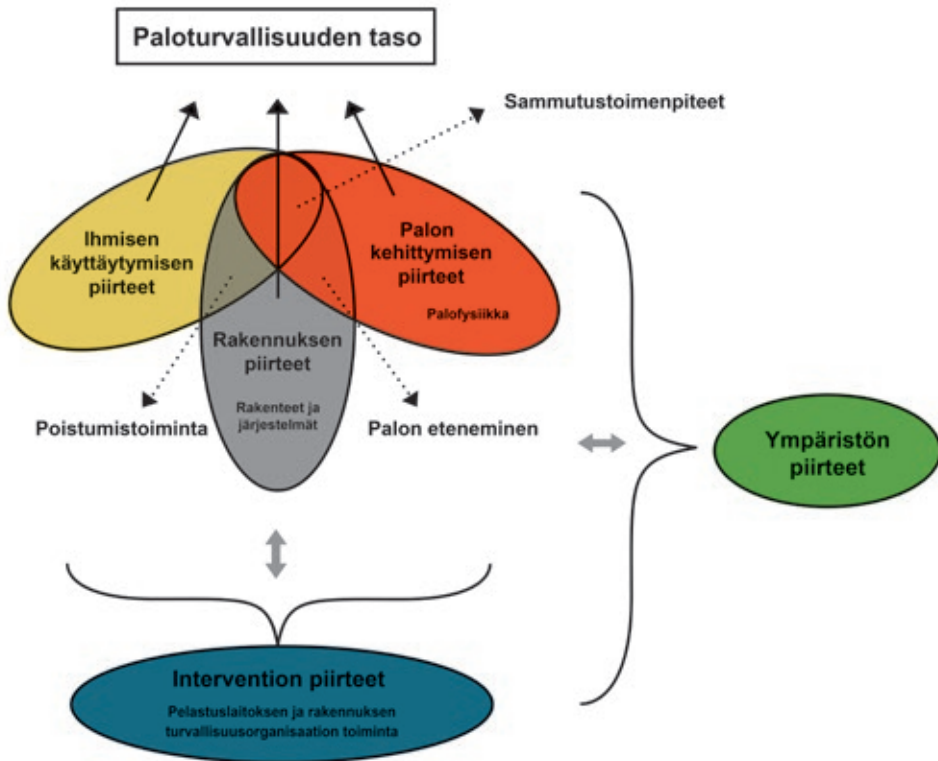 Paloturvallisuuden taso
Sammutustoimenpiteet
Ihmisen
käyttäytymisen
piirteet
Palon
kehittymisen
piirteet
Palofysiikka
Rakennuksen
piirteet
Rakenteet ja
järjestelmät
Poistumistoiminta
Palon eteneminen
Ympäristön
piirteet
Intervention piirteet
Pelastuslaitoksen ja rakennuksen
turvallisuusorganisaation toiminta